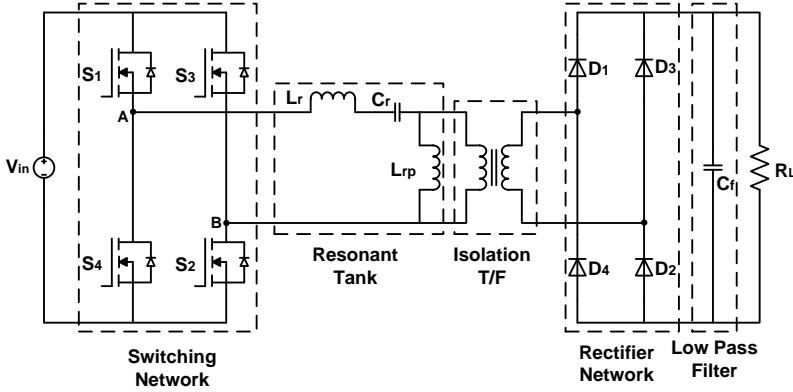 S1
S3
D1
D3
Lr
Cr
A
Vin
Lrp
Cf
RL
B
S4
S2
D4
D2
Resonant
Tank
Isolation
T/F
Switching
Network
Rectifier
Network
Low Pass
Filter